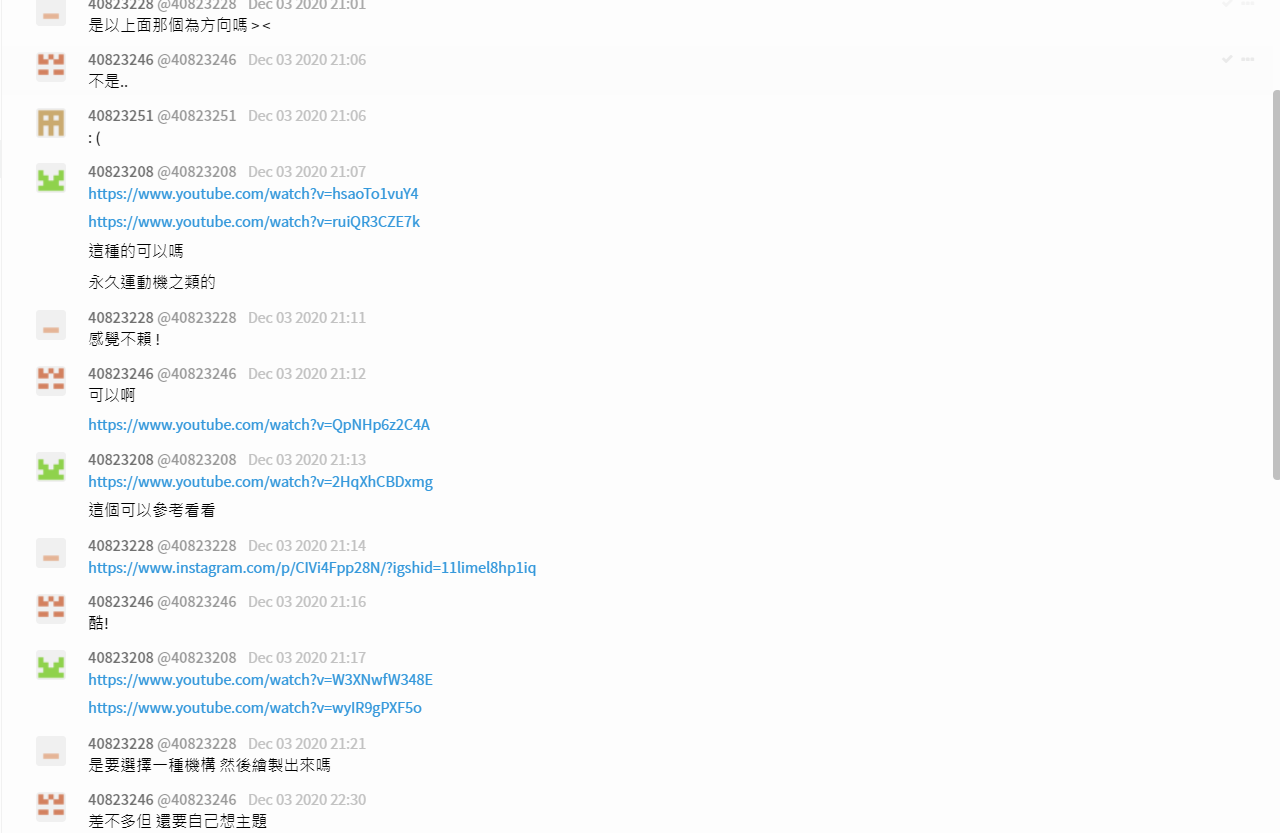 40823228 @40823228 Dec 03 2020 21:01
是以上面那個為方向嗎 > <
40823246 @40823246 Dec 03 2020 21:06
不是..
40823251 @40823251 Dec 03 2020 21:06
: (
40823208 @40823208 Dec 03 2020 21:07
https://www.youtube.com/watch?v=hsaoTo1vuY4
https://www.youtube.com/watch?v=ruiQR3CZE7k
這種的可以嗎
永久運動機之類的
40823228 @40823228 Dec 03 2020 21:11
感覺不賴 !
40823246 @40823246 Dec 03 2020 21:12
可以啊
https://www.youtube.com/watch?v=QpNHp6z2C4A
40823208 @40823208 Dec 03 2020 21:13
https://www.youtube.com/watch?v=2HqXhCBDxmg
這個可以參考看看
40823228 @40823228 Dec 03 2020 21:14
https://www.instagram.com/p/CIVi4Fpp28N/?igshid=11limel8hp1iq
40823246 @40823246 Dec 03 2020 21:16
酷!
40823208 @40823208 Dec 03 2020 21:17
https://www.youtube.com/watch?v=W3XNwfW348E
https://www.youtube.com/watch?v=wyIR9gPXF5o
40823228 @40823228 Dec 03 2020 21:21
是要選擇一種機構 然後繪製出來嗎
40823246 @40823246 Dec 03 2020 22:30
差不多但 還要自己想主題